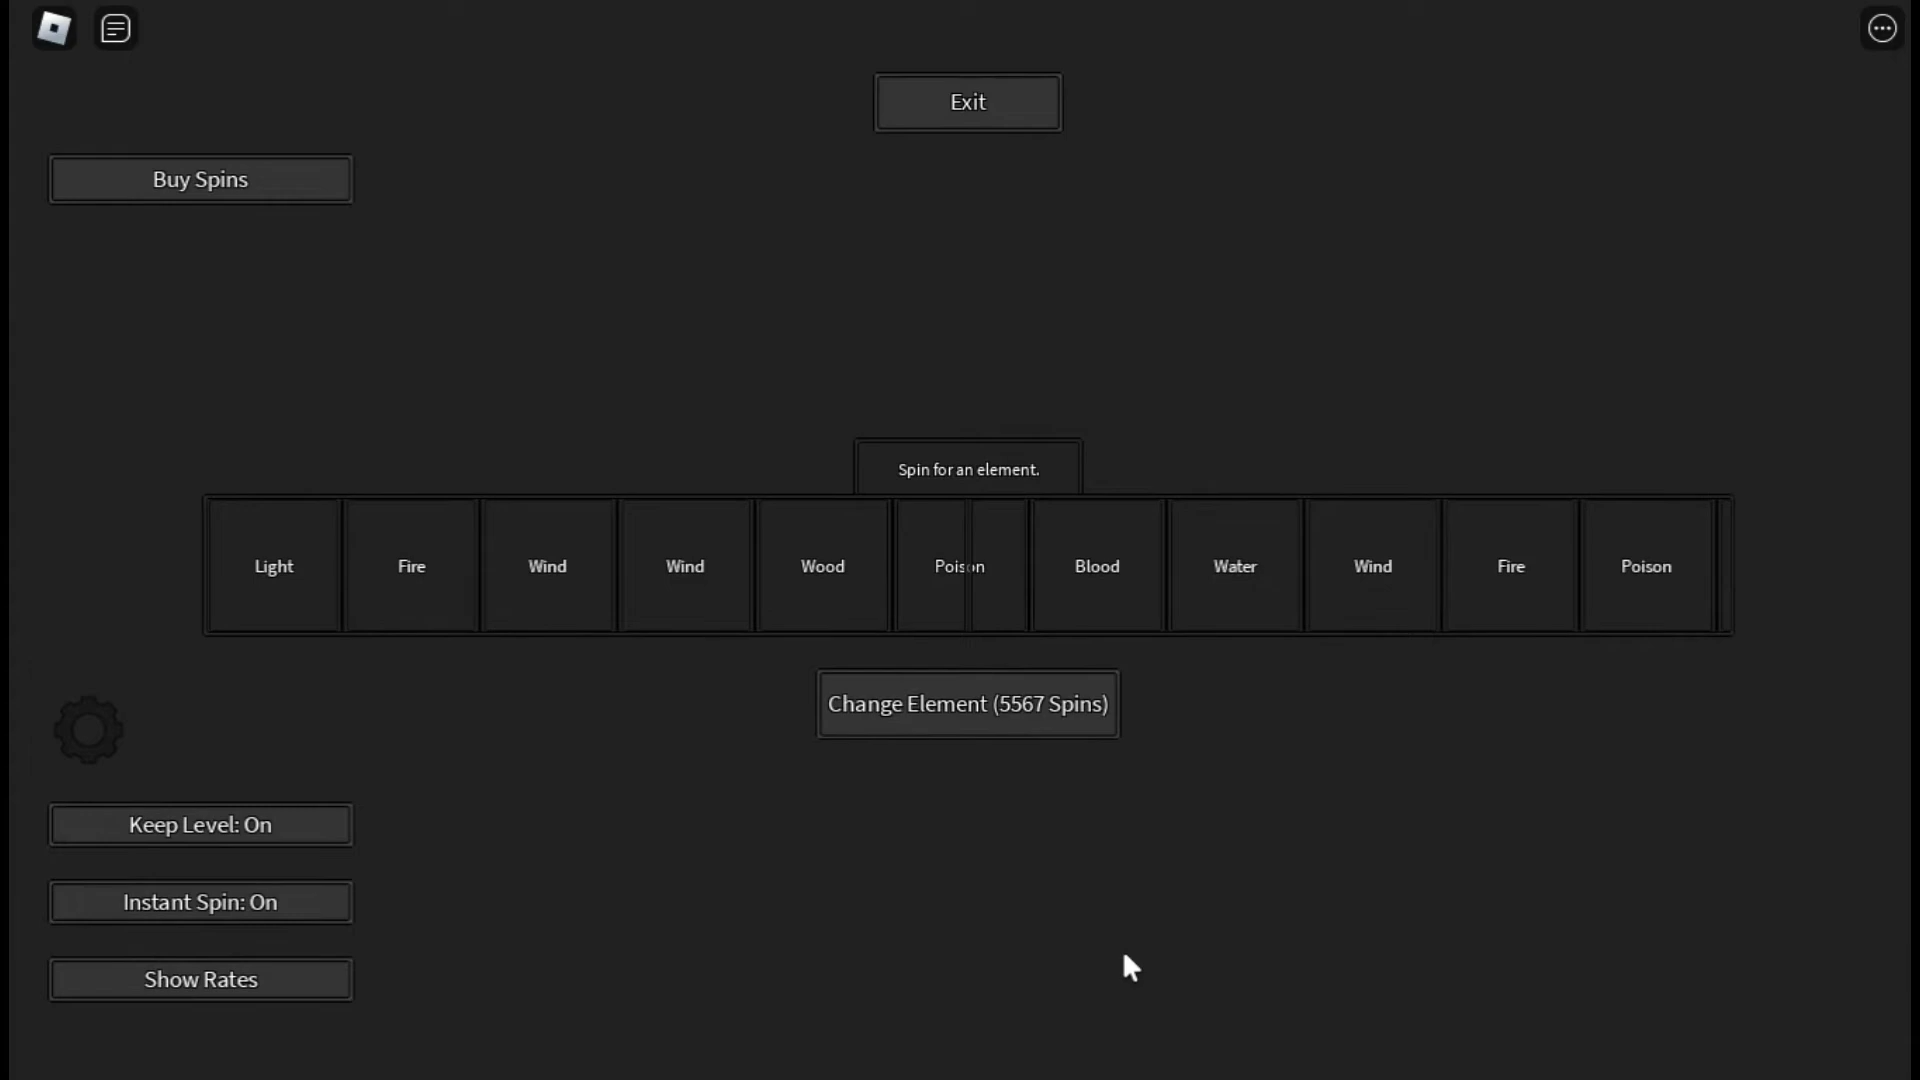 Exit
Buy Spins
Spin for an element.
Light Fire Wind Wind Wood Poison Blood Water Wind Fire Poison
Change Element (5567 Spins)
Keep Level: On
Instant Spin: On
Show Rates